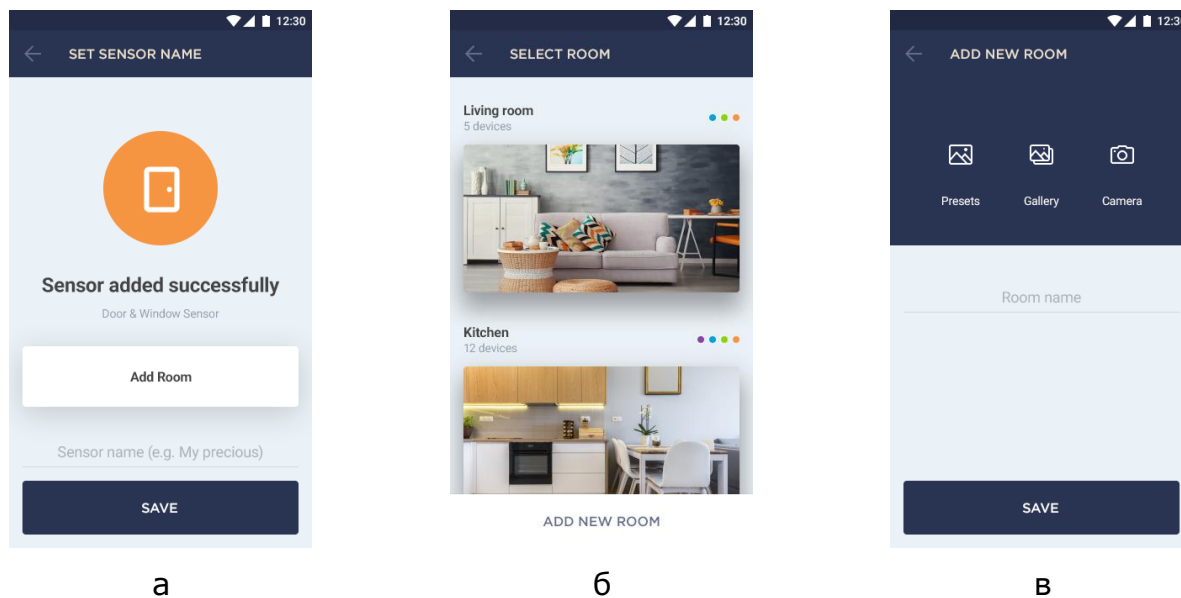 12:30
SET SENSOR NAME
Sensor added successfully
Door & Window Sensor
Add Room
Sensor name (e.g. My precious)
SAVE
а
12:30
SELECT ROOM
Living room
5 devices
Kitchen
12 devices
ADD NEW ROOM
б
12:30
ADD NEW ROOM
Presets Gallery Camera
Room name
SAVE
в